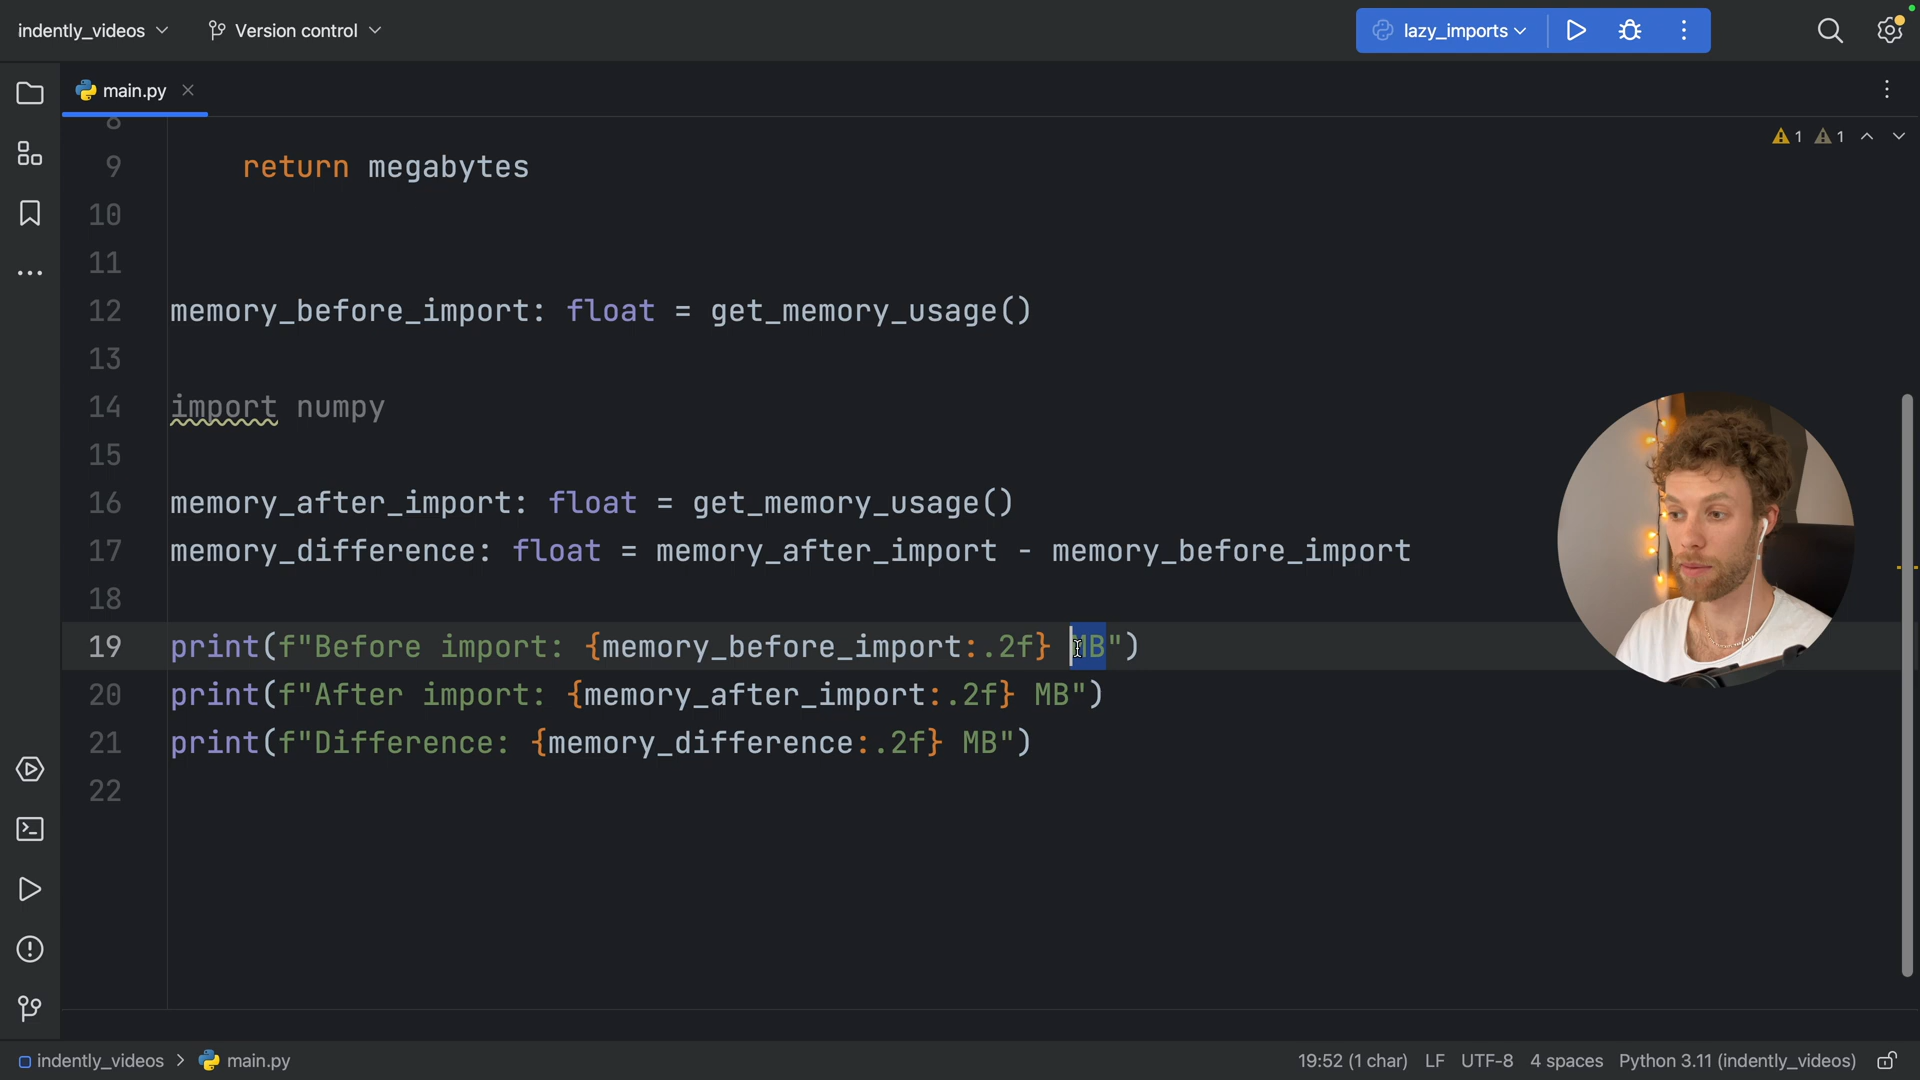 indently_videos
Version control
lazy_imports
main.py
1 1
8
9 return megabytes
10
11
12 memory_before_import: float = get_memory_usage()
13
14 import numpy
15
16 memory_after_import: float = get_memory_usage()
17 memory_difference: float = memory_after_import - memory_before_import
18
19 print(f"Before import: {memory_before_import:.2f} MB")
20 print(f"After import: {memory_after_import:.2f} MB")
21 print(f"Difference: {memory_difference:.2f} MB")
22
indently_videos > main.py
19:52 (1 char) LF UTF-8 4 spaces Python 3.11 (indently_videos)